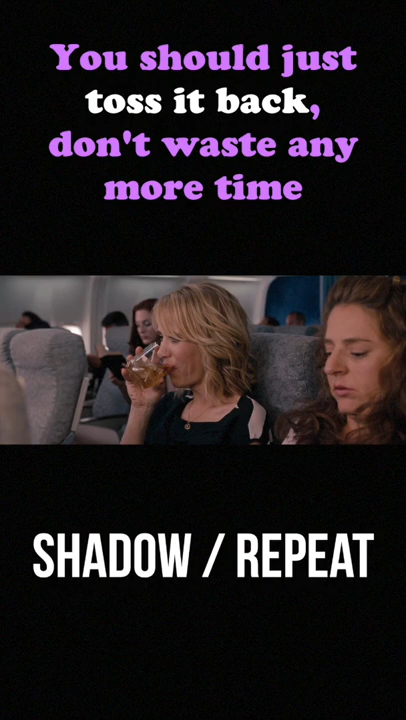 You should just
toss it back,
don't waste any
more time
SHADOW / REPEAT